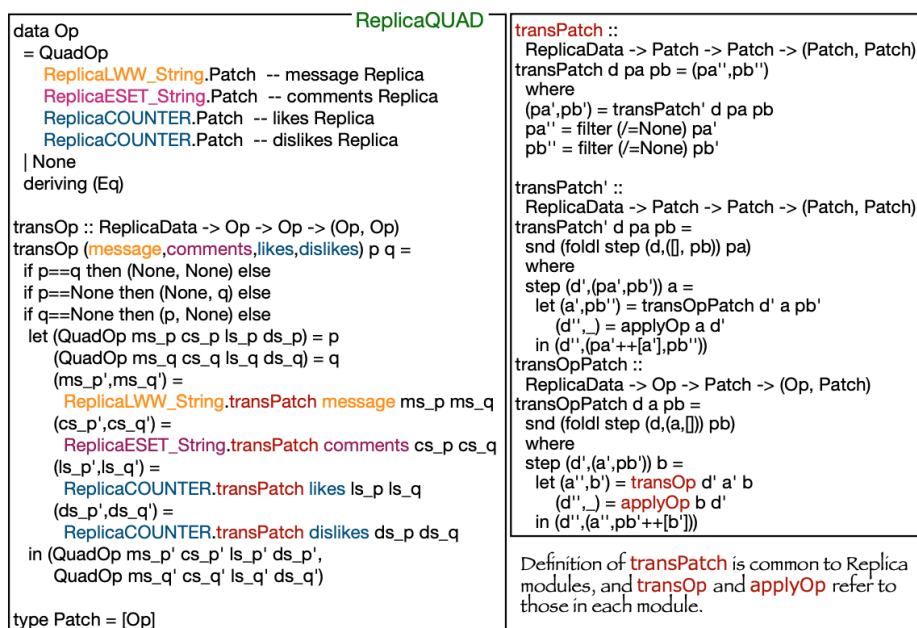 ReplicaQUAD
data Op
= QuadOp
ReplicaLWW_String.Patch -- message Replica
ReplicaESET_String.Patch -- comments Replica
ReplicaCOUNTER.Patch -- likes Replica
ReplicaCOUNTER.Patch -- dislikes Replica
| None
deriving (Eq)
transOp :: ReplicaData -> Op -> Op -> (Op, Op)
transOp (message,comments,likes,dislikes) p q =
if p==q then (None, None) else
if p==None then (None, q) else
if q==None then (p, None) else
let (QuadOp ms_p cs_p ls_p ds_p) = p
(QuadOp ms_q cs_q ls_q ds_q) = q
(ms_p',ms_q') =
ReplicaLWW_String.transPatch message ms_p ms_q
(cs_p',cs_q') =
ReplicaESET_String.transPatch comments cs_p cs_q
(ls_p',ls_q') =
ReplicaCOUNTER.transPatch likes ls_p ls_q
(ds_p',ds_q') =
ReplicaCOUNTER.transPatch dislikes ds_p ds_q
in (QuadOp ms_p' cs_p' ls_p' ds_p',
QuadOp ms_q' cs_q' ls_q' ds_q')
type Patch = [Op]
transPatch ::
ReplicaData -> Patch -> Patch -> (Patch, Patch)
transPatch d pa pb = (pa'',pb'')
where
(pa',pb') = transPatch' d pa pb
pa'' = filter (/=None) pa'
pb'' = filter (/=None) pb'
transPatch' ::
ReplicaData -> Patch -> Patch -> (Patch, Patch)
transPatch' d pa pb =
snd (foldl step (d,([], pb)) pa)
where
step (d',(pa',pb')) a =
let (a',pb'') = transOpPatch d' a pb'
(d'',_) = applyOp a d'
in (d'',(pa'++[a'],pb''))
transOpPatch ::
ReplicaData -> Op -> Patch -> (Op, Patch)
transOpPatch d a pb =
snd (foldl step (d,(a,[])) pb)
where
step (d',(a',pb')) b =
let (a'',b') = transOp d' a' b
(d'',_) = applyOp b d'
in (d'',(a'',pb'++[b']))
Definition of transPatch is common to Replica
modules, and transOp and applyOp refer to
those in each module.